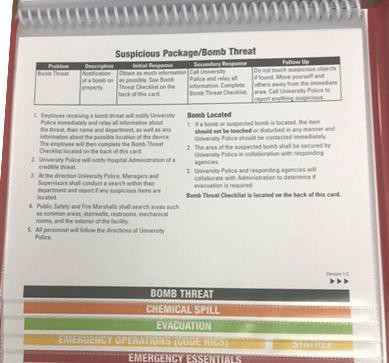 Suspicious Package/Bomb Threat
Problem Description Initial Response Secondary Response Follow Up
Bomb Threat Notification Obtain as much information Call University Do not touch suspicious objects
of a bomb on as possible. See Bomb Police and relay all if found. Move yourself and
property. Threat Checklist on the information. Complete others away from the immediate
back of this card. Bomb Threat Checklist. area. Call University Police to
report anything suspicious.
1. Employee receiving a bomb threat will notify University
Police immediately and relay all information about
the threat, their name and department, as well as any
information about the possible location of the device.
The employee will then complete the Bomb Threat
Checklist located on the back of this card.
2. University Police will notify Hospital Administration of a
credible threat.
3. At the direction University Police, Managers and
Supervisors shall conduct a search within their
department and report if any suspicious items are
located.
4. Public Safety and Fire Marshalls shall search areas such
as common areas, stairwells, restrooms, mechanical
rooms, and the exterior of the facility.
5. All personnel will follow the directions of University
Police.
Bomb Located
1. If a bomb or suspected bomb is located, the item
should not be touched or disturbed in any manner and
University Police should be contacted immediately.
2. The area of the suspected bomb shall be secured by
University Police in collaboration with responding
agencies.
3. University Police and responding agencies will
collaborate with Administration to determine if
evacuation is required.
Bomb Threat Checklist is located on the back of this card.
Version 1.0
BOMB THREAT
CHEMICAL SPILL
EVACUATION
EMERGENCY OPERATIONS (CODE HICS) STATREP
EMERGENCY ESSENTIALS